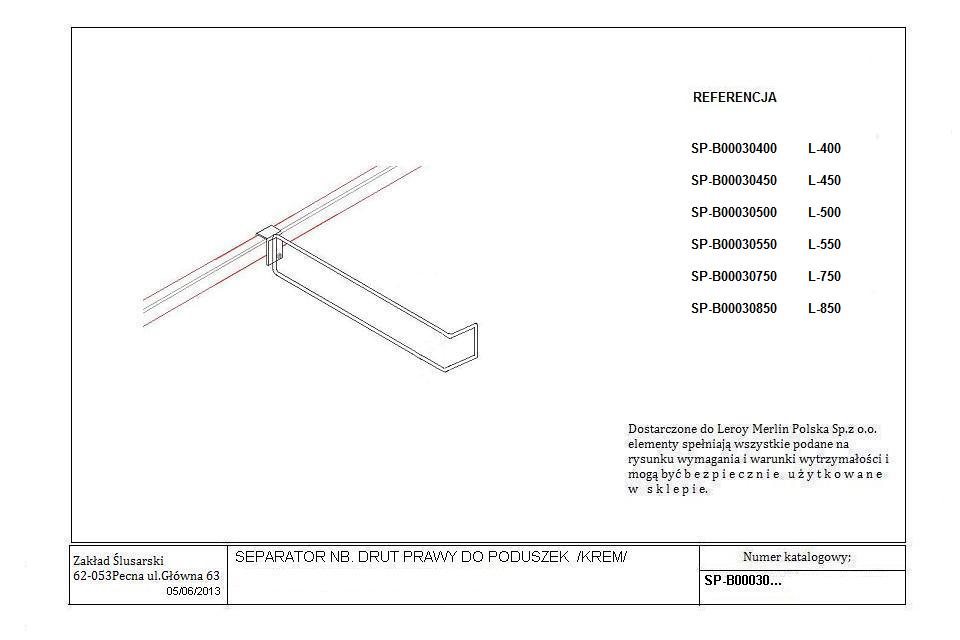 REFERENCJA
SP-B00030400 L-400
SP-B00030450 L-450
SP-B00030500 L-500
SP-B00030550 L-550
SP-B00030750 L-750
SP-B00030850 L-850
Dostarczone do Leroy Merlin Polska Sp.z o.o.
elementy spełniają wszystkie podane na
rysunku wymagania i warunki wytrzymałości i
mogą być b e z p i e c z n i e u ż y t k o w a n e
w s k l e p i e.
Zakład Ślusarski
62-053Pecna ul.Główna 63
05/06/2013
SEPARATOR NB. DRUT PRAWY DO PODUSZEK /KREM/
Numer katalogowy;
SP-B00030...